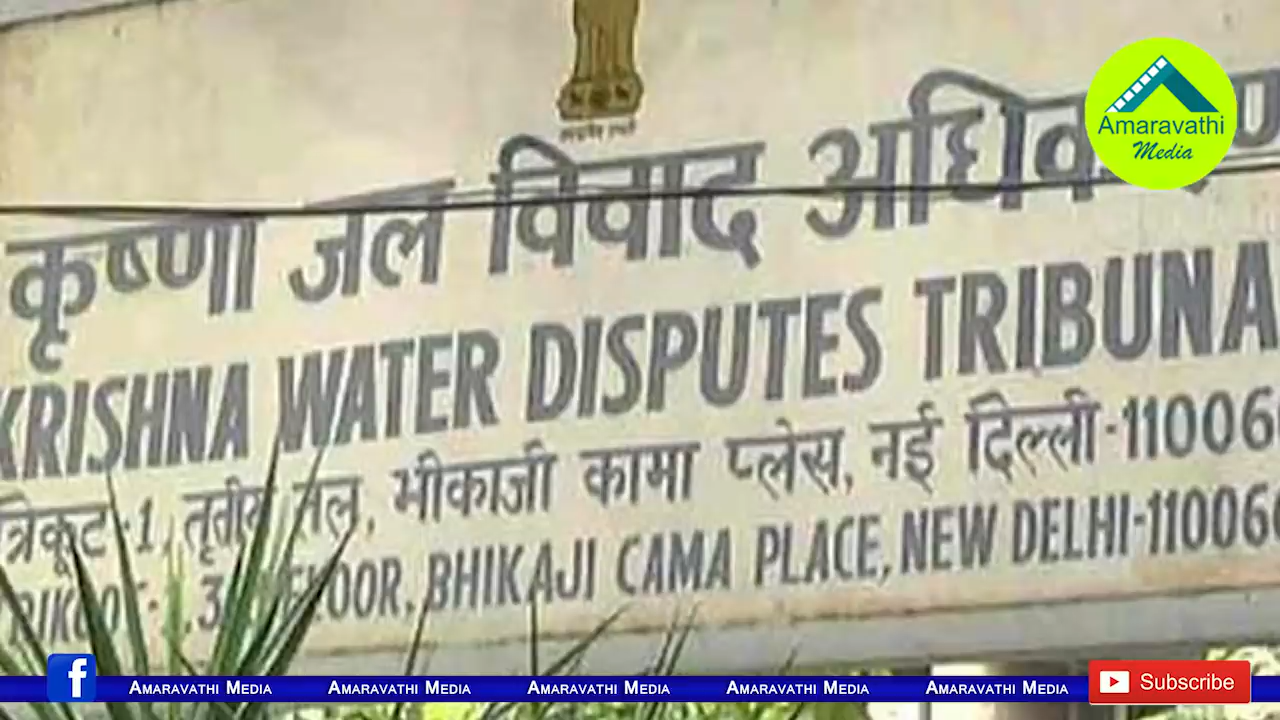 कृष्णा जल विवाद
KRISHNA WATER DISPUTES
तल, भीकाजी कामा प्लेस, नई दिल्ली-11006
BHIKAJI CAMA PLACE, NEW DELHI-11006
Amaravathi
Media
f
AMARAVATHI MEDIA AMARAVATHI MEDIA AMARAVATHI MEDIA AMARAVATHI MEDIA AMARAVATHI MEDIA
Subscribe